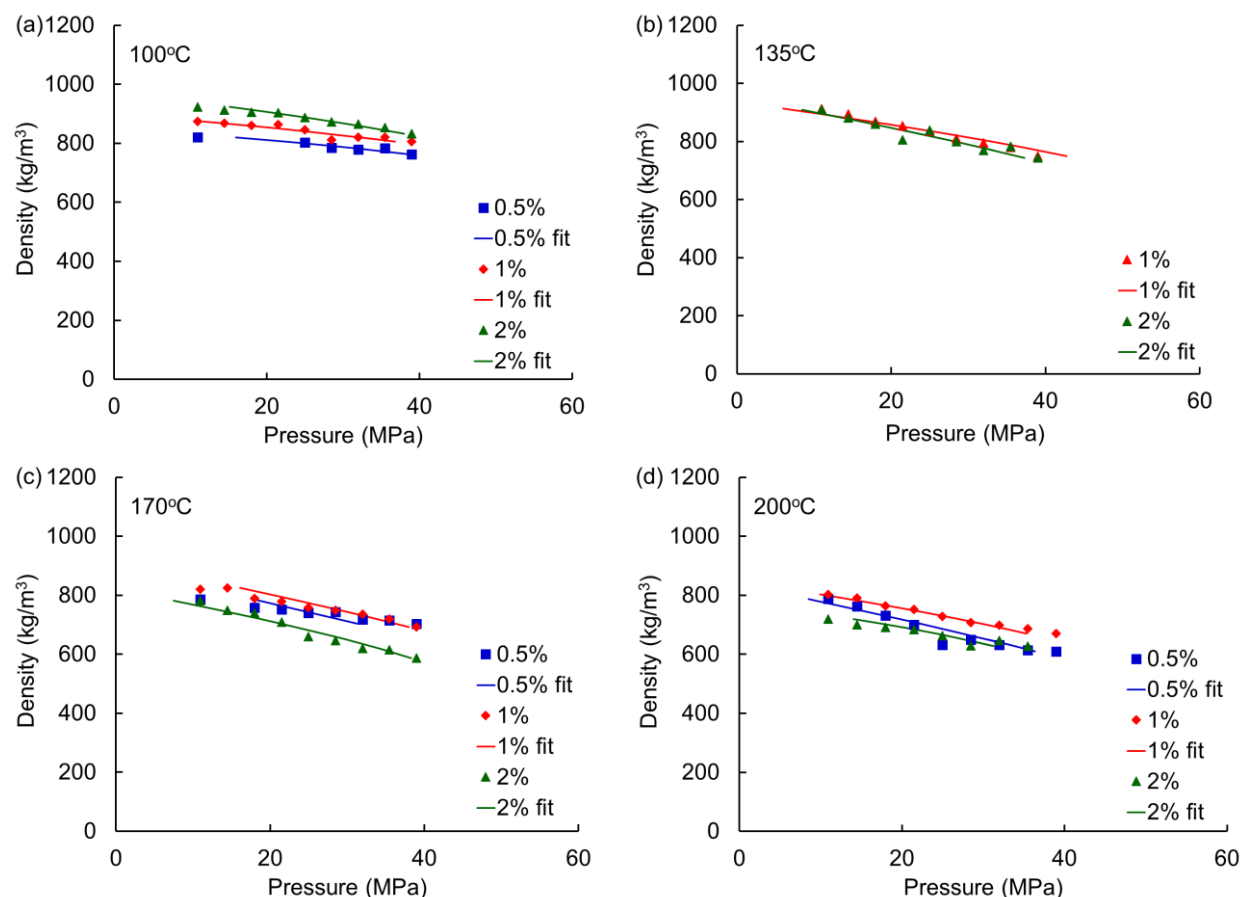 (a)
100°C
1200
1000
800
600
400
200
0
0 20 40 60
Density (kg/m³)
Pressure (MPa)
0.5%
0.5% fit
1%
1% fit
2%
2% fit
(b)
135°C
1200
1000
800
600
400
200
0
0 20 40 60
Density (kg/m³)
Pressure (MPa)
1%
1% fit
2%
2% fit
(c)
170°C
1200
1000
800
600
400
200
0
0 20 40 60
Density (kg/m³)
Pressure (MPa)
0.5%
0.5% fit
1%
1% fit
2%
2% fit
(d)
200°C
1200
1000
800
600
400
200
0
0 20 40 60
Density (kg/m³)
Pressure (MPa)
0.5%
0.5% fit
1%
1% fit
2%
2% fit